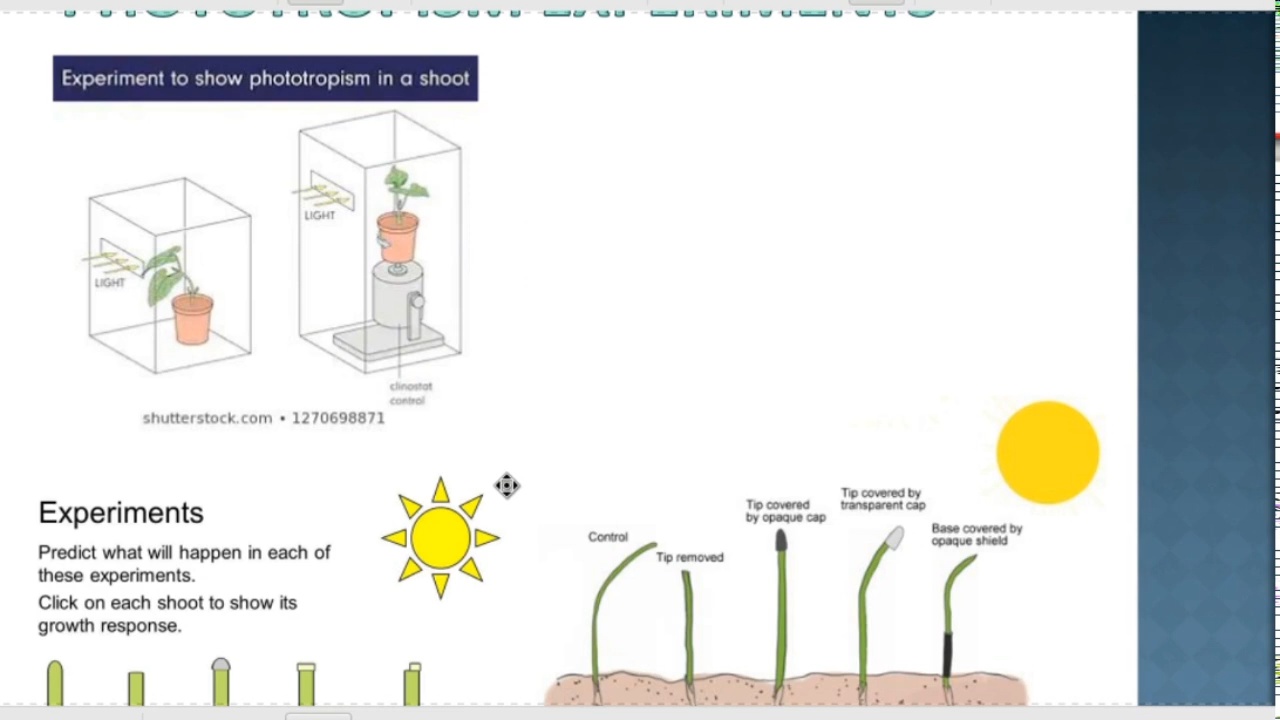 Experiment to show phototropism in a shoot
LIGHT
LIGHT
clinostat
control
shutterstock.com • 1270698871
Experiments
Predict what will happen in each of
these experiments.
Click on each shoot to show its
growth response.
Control
Tip removed
Tip covered
by opaque cap
Tip covered by
transparent cap
Base covered by
opaque shield